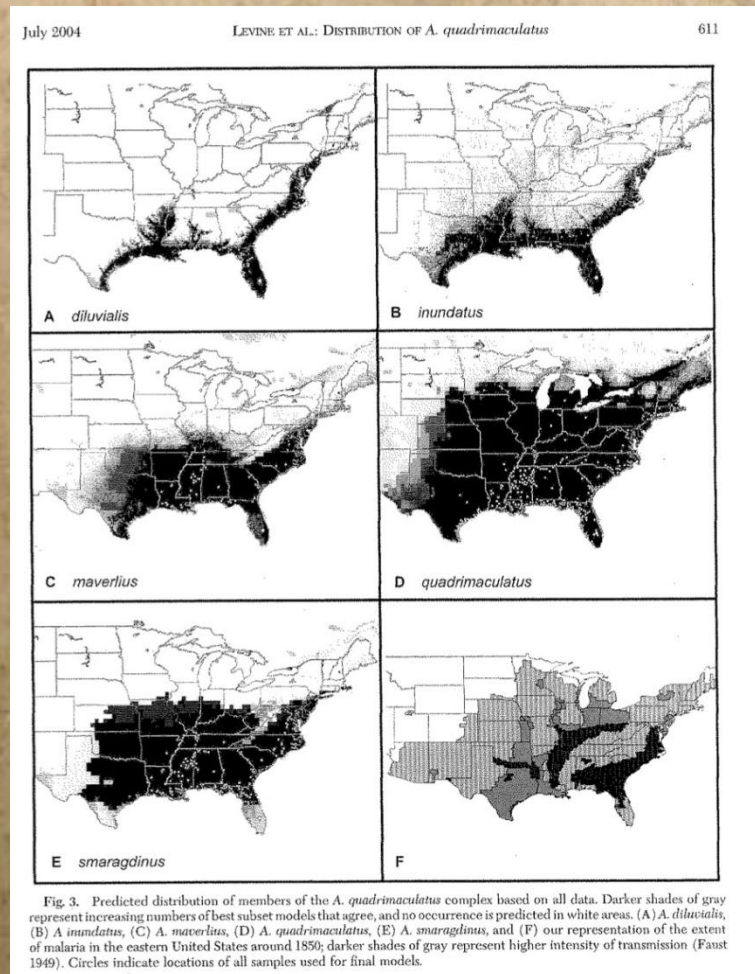 July 2004 LEVINE ET AL.: DISTRIBUTION OF A. quadrimaculatus 611
A diluvialis
B inundatus
C maverlius
D quadrimaculatus
E smaragdinus
F
Fig. 3. Predicted distribution of members of the A. quadrimaculatus complex based on all data. Darker shades of gray
represent increasing numbers of best subset models that agree, and no occurrence is predicted in white areas. (A) A. diluvialis,
(B) A inundatus, (C) A. maverlius, (D) A. quadrimaculatus, (E) A. smaragdinus, and (F) our representation of the extent
of malaria in the eastern United States around 1850; darker shades of gray represent higher intensity of transmission (Faust
1949). Circles indicate locations of all samples used for final models.